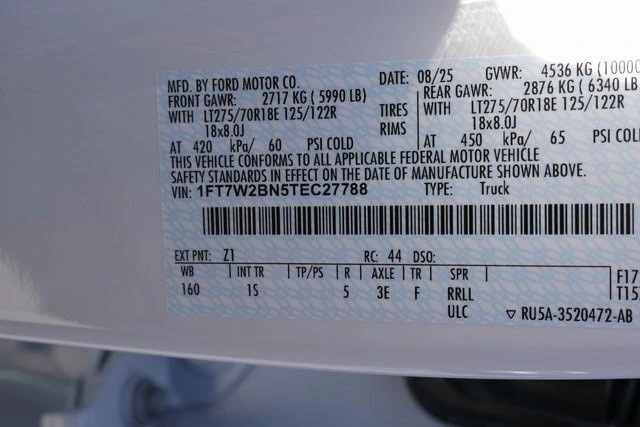 MFD. BY FORD MOTOR CO. DATE: 08/25 GVWR: 4536 KG (10000
FRONT GAWR: 2717 KG ( 5990 LB) REAR GAWR: 2876 KG ( 6340 LB)
WITH LT275/70R18E 125/122R TIRES WITH LT275/70R18E 125/122R
18x8.0J RIMS 18x8.0J
AT 420 kPa/ 60 PSI COLD AT 450 kPa/ 65 PSI COLD
THIS VEHICLE CONFORMS TO ALL APPLICABLE FEDERAL MOTOR VEHICLE
SAFETY STANDARDS IN EFFECT ON THE DATE OF MANUFACTURE SHOWN ABOVE.
VIN: 1FT7W2BN5TEC27788 TYPE: Truck
EXT PNT: Z1 RC: 44 DSO:
WB INT TR TP/PS R AXLE TR SPR
160 1S 5 3E F RRLL
ULC ▽ RU5A-3520472-AB
F17
T15